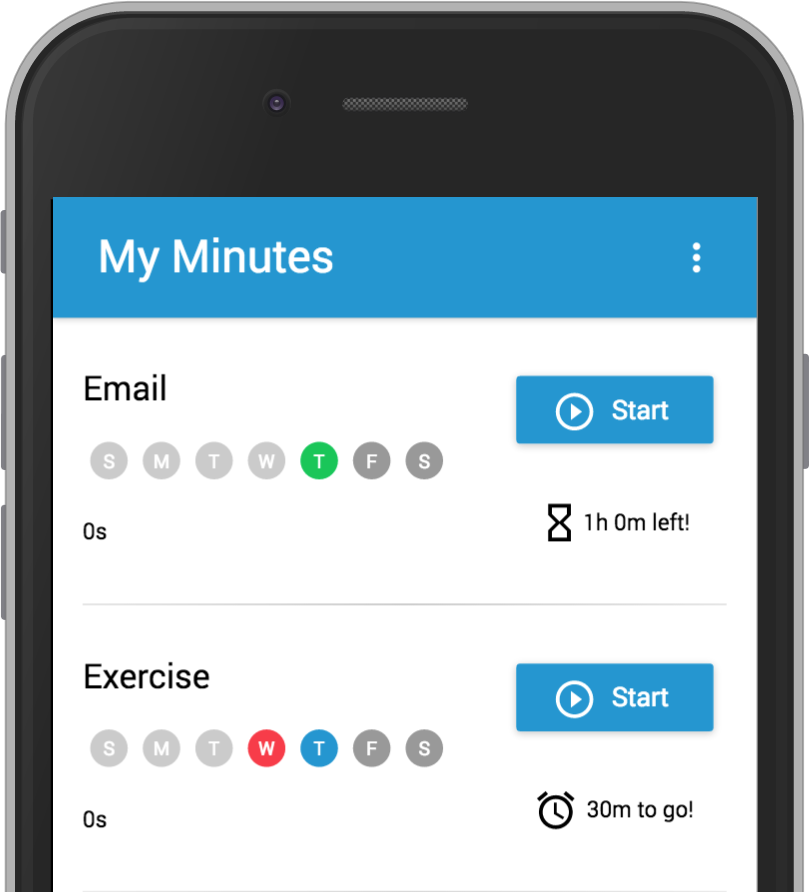 My Minutes
Email
Start
S M T W T F S
0s
1h 0m left!
Exercise
Start
S M T W T F S
0s
30m to go!